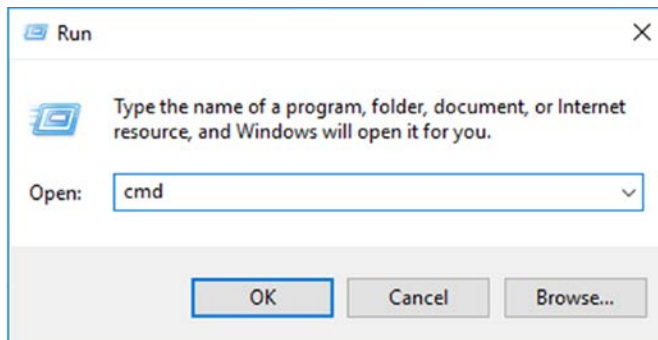 Run
Type the name of a program, folder, document, or Internet
resource, and Windows will open it for you.
Open: cmd
OK Cancel Browse...